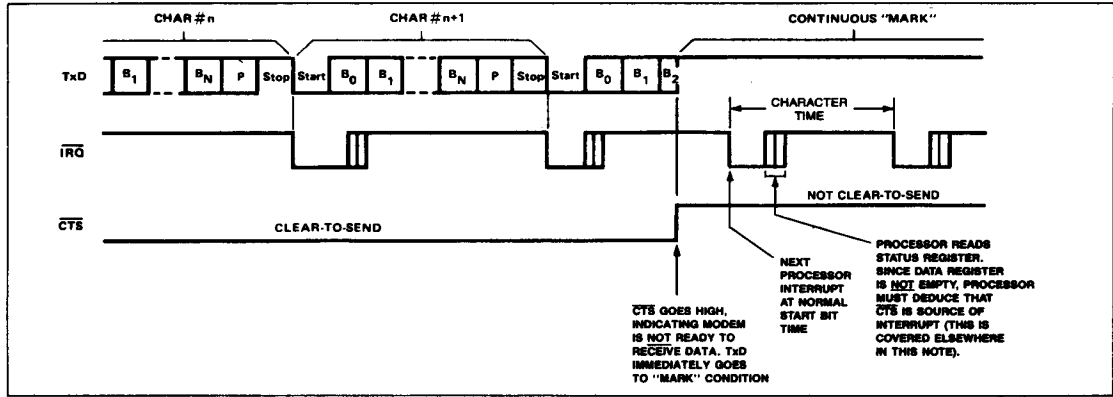 CHAR #n
CHAR #n+1
CONTINUOUS "MARK"
TxD
B1
BN
P
Stop
Start
B0
B1
BN
P
Stop
Start
B0
B1
B2
CHARACTER
TIME
IRQ
NOT CLEAR-TO-SEND
CTS
CLEAR-TO-SEND
NEXT
PROCESSOR
INTERRUPT
AT NORMAL
START BIT
TIME
PROCESSOR READS
STATUS REGISTER.
SINCE DATA REGISTER
IS NOT EMPTY, PROCESSOR
MUST DEDUCE THAT
CTS IS SOURCE OF
INTERRUPT (THIS IS
COVERED ELSEWHERE
IN THIS NOTE).
CTS GOES HIGH,
INDICATING MODEM
IS NOT READY TO
RECEIVE DATA. TxD
IMMEDIATELY GOES
TO "MARK" CONDITION